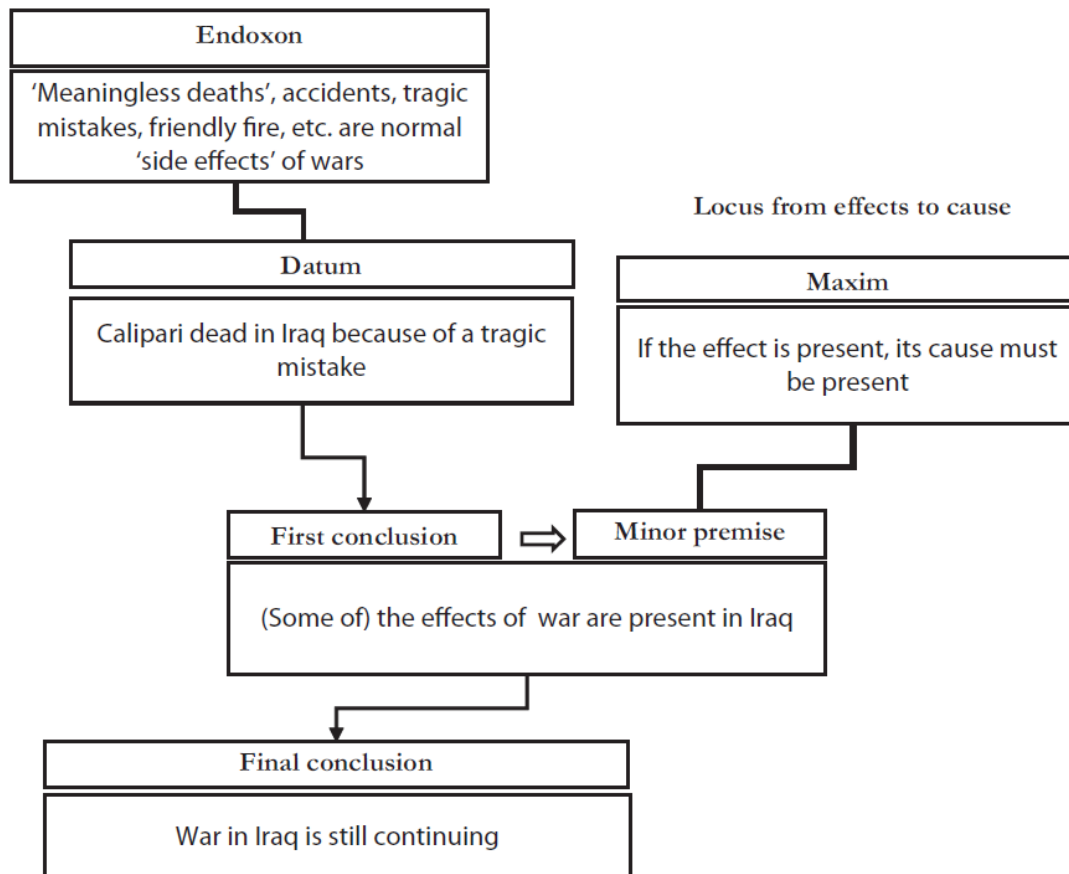 Endoxon
‘Meaningless deaths’, accidents, tragic
mistakes, friendly fire, etc. are normal
‘side effects’ of wars
Locus from effects to cause
Datum
Calipari dead in Iraq because of a tragic
mistake
Maxim
If the effect is present, its cause must
be present
First conclusion
Minor premise
(Some of) the effects of war are present in Iraq
Final conclusion
War in Iraq is still continuing